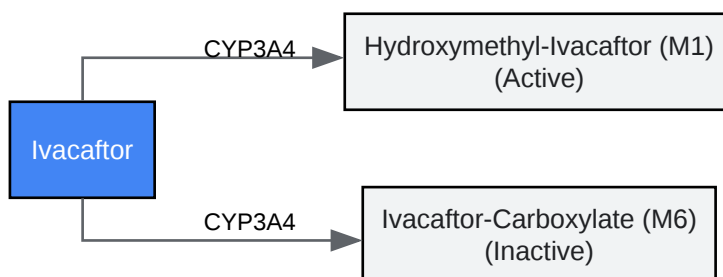 CYP3A4
Hydroxymethyl-Ivacaftor (M1)
(Active)
Ivacaftor
CYP3A4
Ivacaftor-Carboxylate (M6)
(Inactive)